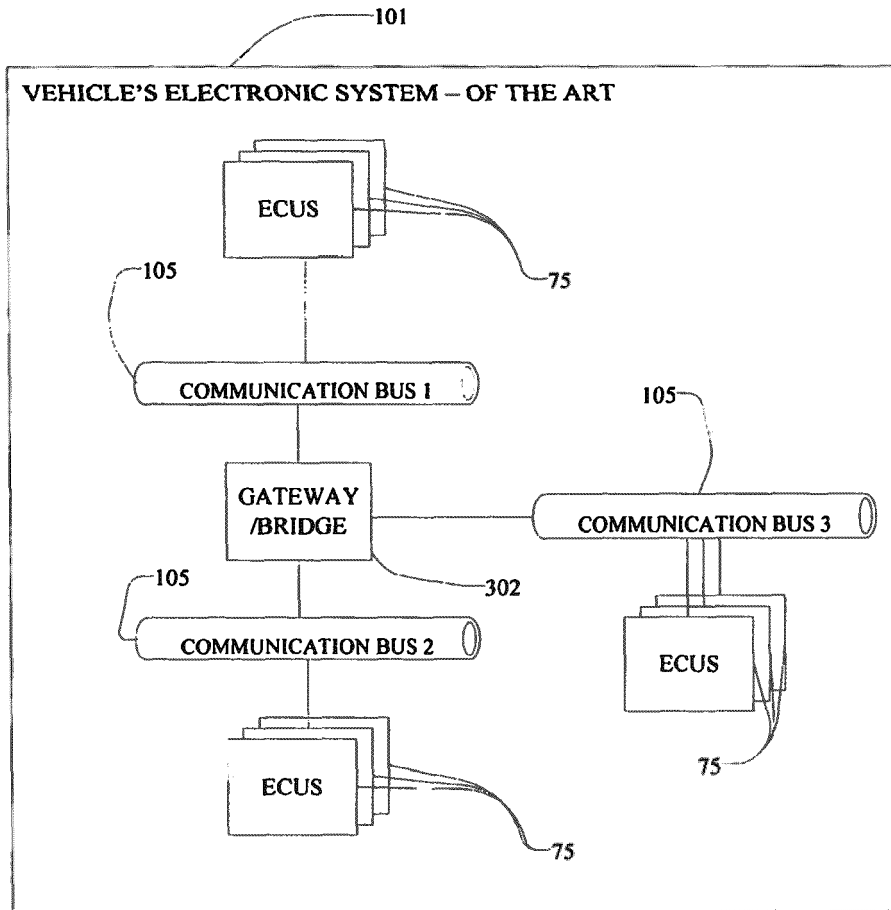 101
VEHICLE'S ELECTRONIC SYSTEM – OF THE ART
ECUS
75
105
COMMUNICATION BUS 1
105
GATEWAY
/BRIDGE
COMMUNICATION BUS 3
302
105
COMMUNICATION BUS 2
ECUS
75
ECUS
75